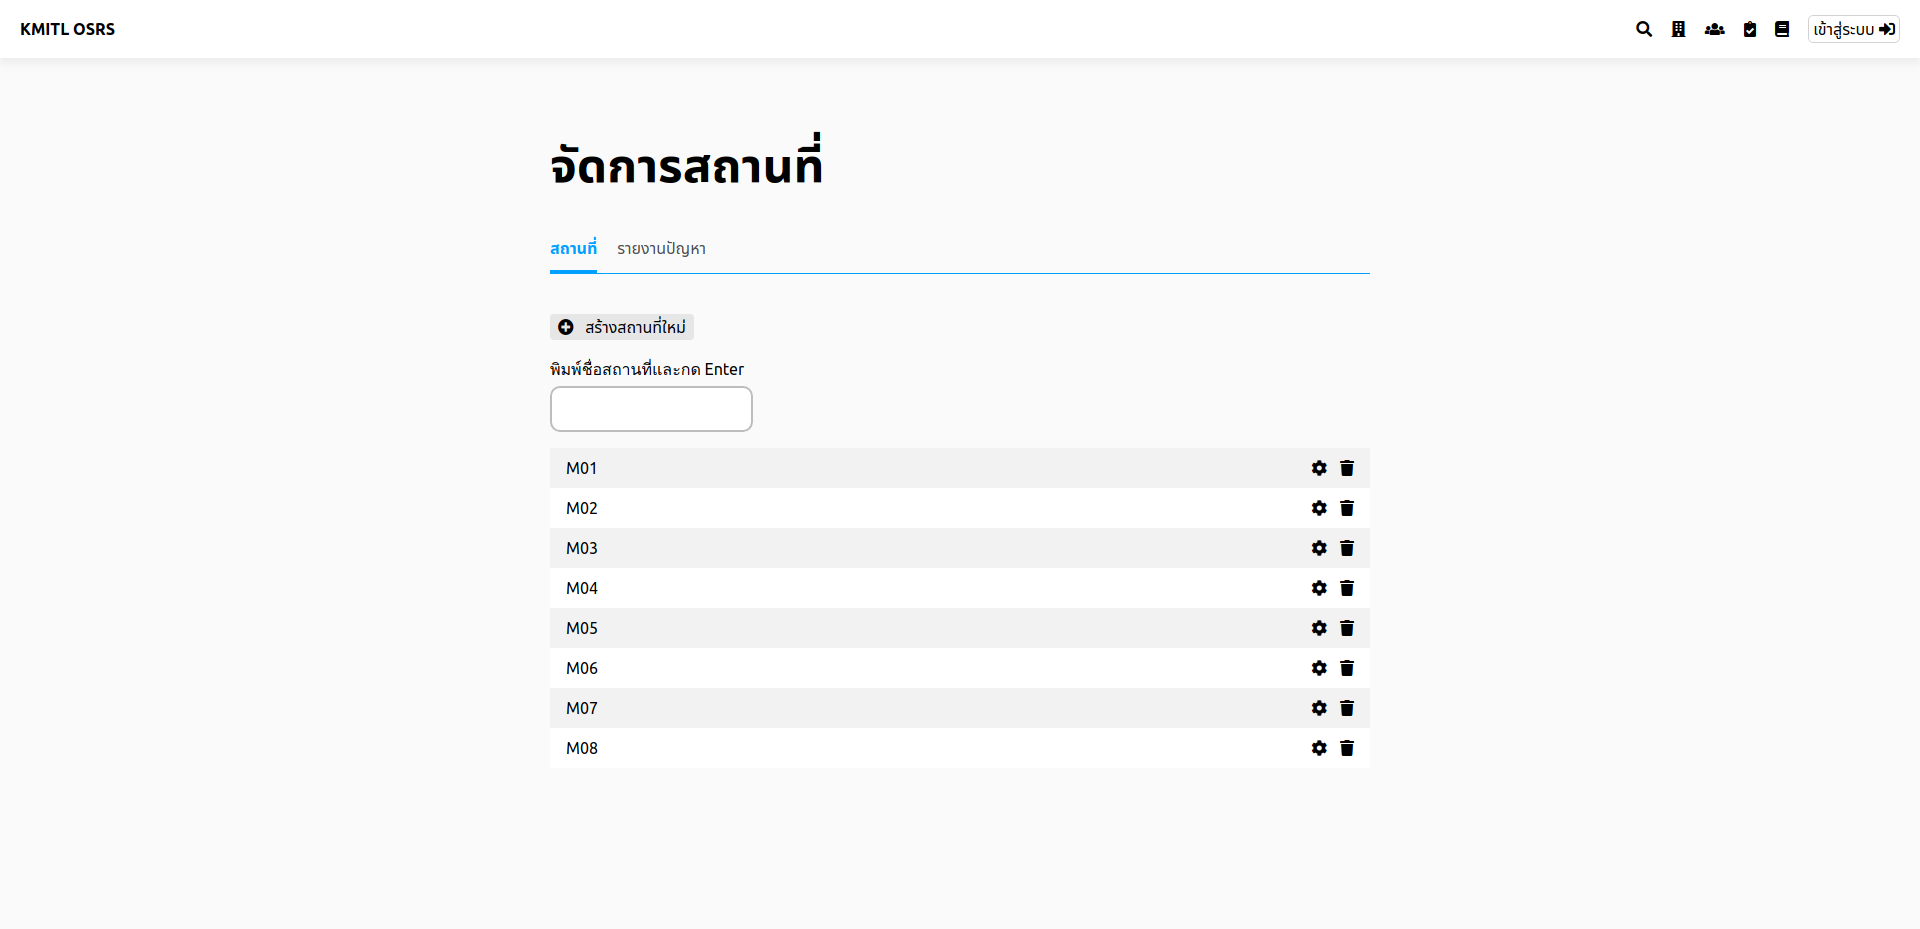 KMITL OSRS
เข้าสู่ระบบ
จัดการสถานที่
สถานที่ รายงานปัญหา
สร้างสถานที่ใหม่
พิมพ์ชื่อสถานที่และกด Enter
M01
M02
M03
M04
M05
M06
M07
M08